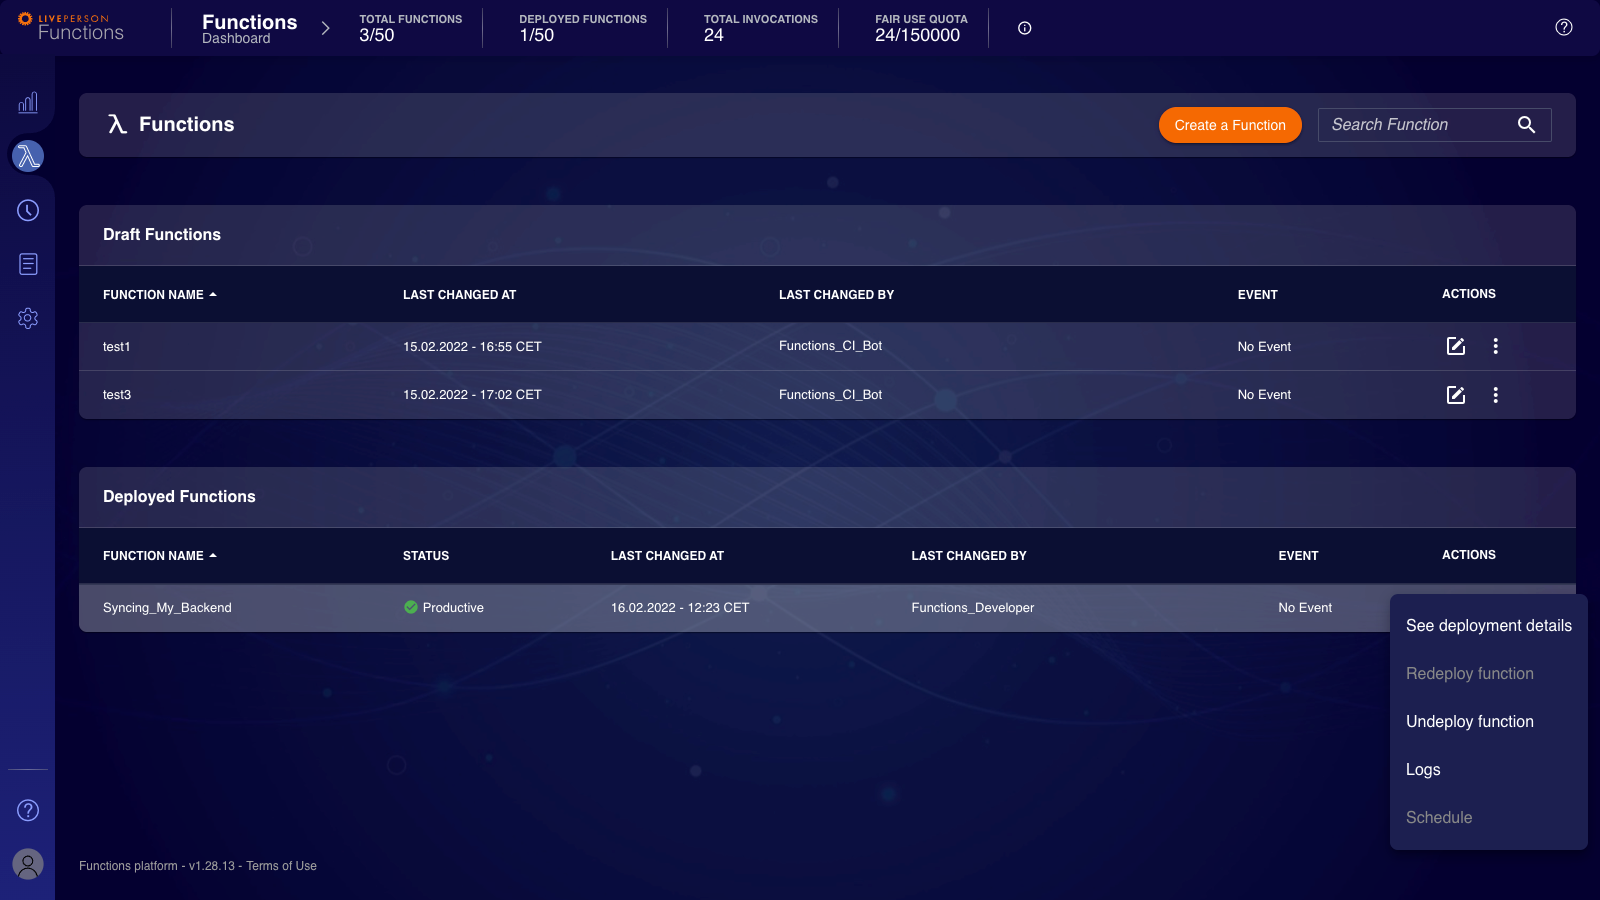 LIVEPERSON
Functions
Functions
Dashboard
TOTAL FUNCTIONS
3/50
DEPLOYED FUNCTIONS
1/50
TOTAL INVOCATIONS
24
FAIR USE QUOTA
24/150000
Functions
Create a Function
Search Function
Draft Functions
FUNCTION NAME LAST CHANGED AT LAST CHANGED BY EVENT ACTIONS
test1 15.02.2022 - 16:55 CET Functions_CI_Bot No Event
test3 15.02.2022 - 17:02 CET Functions_CI_Bot No Event
Deployed Functions
FUNCTION NAME STATUS LAST CHANGED AT LAST CHANGED BY EVENT ACTIONS
Syncing_My_Backend Productive 16.02.2022 - 12:23 CET Functions_Developer No Event
See deployment details
Redeploy function
Undeploy function
Logs
Schedule
Functions platform - v1.28.13 - Terms of Use